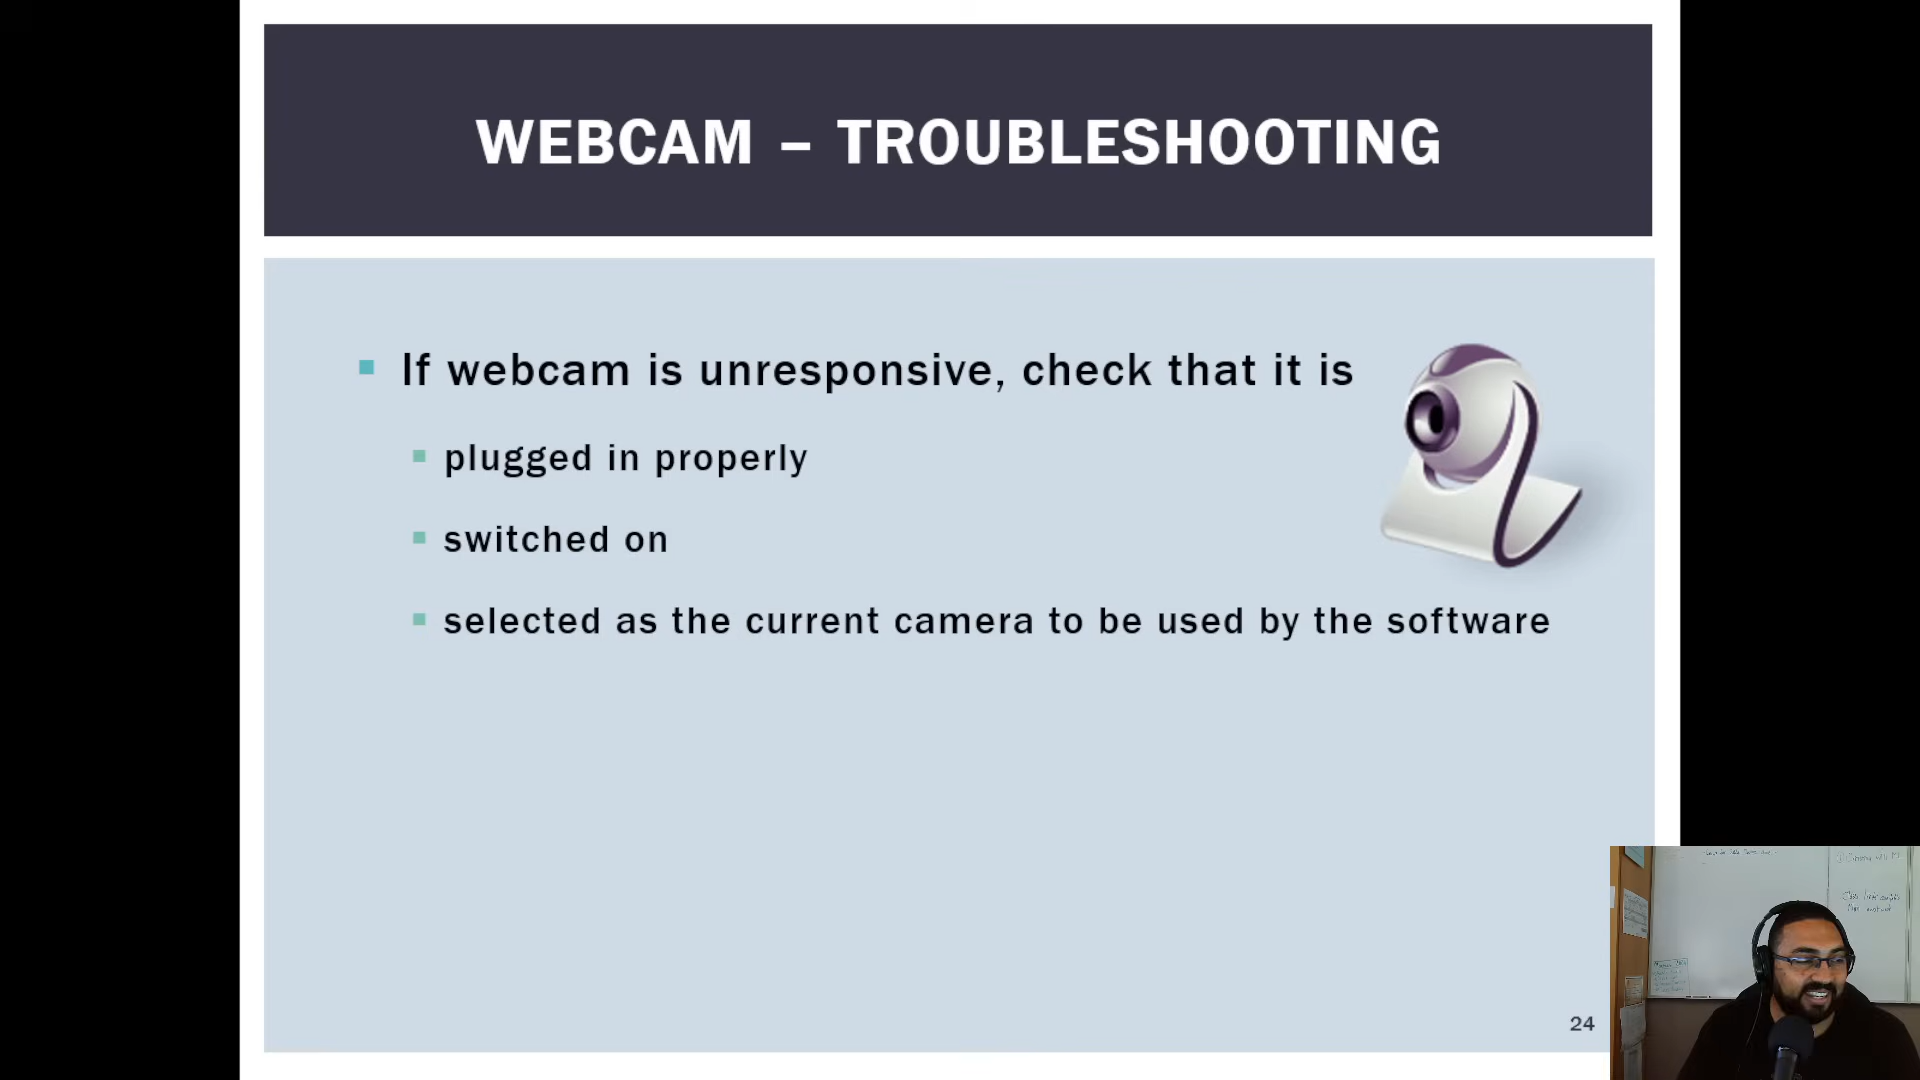 WEBCAM – TROUBLESHOOTING
If webcam is unresponsive, check that it is
plugged in properly
switched on
selected as the current camera to be used by the software
24